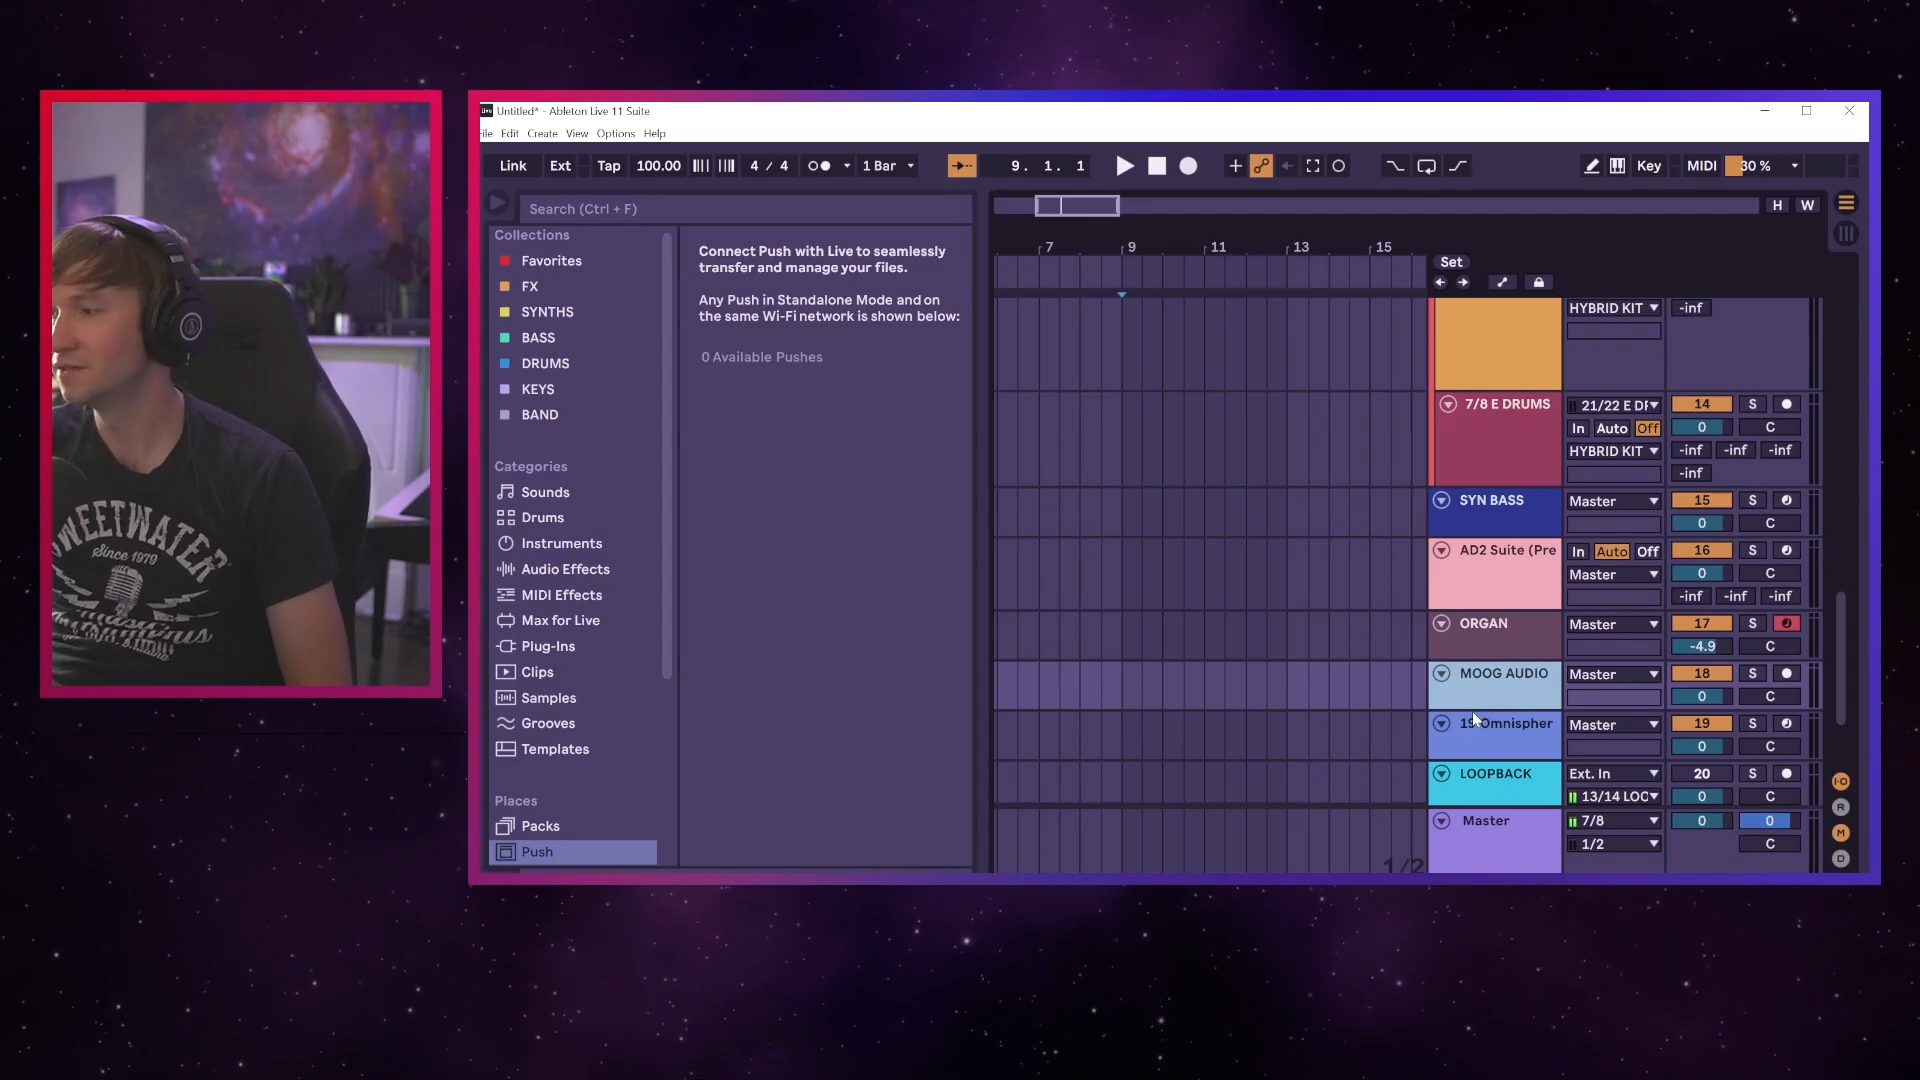 Untitled* - Ableton Live 11 Suite
File Edit Create View Options Help
Link Ext Tap 100.00 4 / 4 1 Bar 9. 1. 1 Key MIDI 30 %
Search (Ctrl + F)
H W
Collections
Favorites
FX
SYNTHS
BASS
DRUMS
KEYS
BAND
Categories
Sounds
Drums
Instruments
Audio Effects
MIDI Effects
Max for Live
Plug-Ins
Clips
Samples
Grooves
Templates
Places
Packs
Push
Connect Push with Live to seamlessly
transfer and manage your files.
Any Push in Standalone Mode and on
the same Wi-Fi network is shown below:
0 Available Pushes
7 9 11 13 15
Set
HYBRID KIT -inf
7/8 E DRUMS 21/22 E DI 14 S
In Auto Off 0 C
HYBRID KIT -inf -inf -inf
-inf
SYN BASS Master 15 S
0 C
AD2 Suite (Pre In Auto Off 16 S
Master 0 C
-inf -inf -inf
ORGAN Master 17 S
-4.9 C
MOOG AUDIO Master 18 S
0 C
19 Omnispher Master 19 S
0 C
LOOPBACK Ext. In 20 S
13/14 LOC 0 C
Master 7/8 0 0
1/2 C
1/2
I·O
R
M
D
SWEETWATER
Since 1979